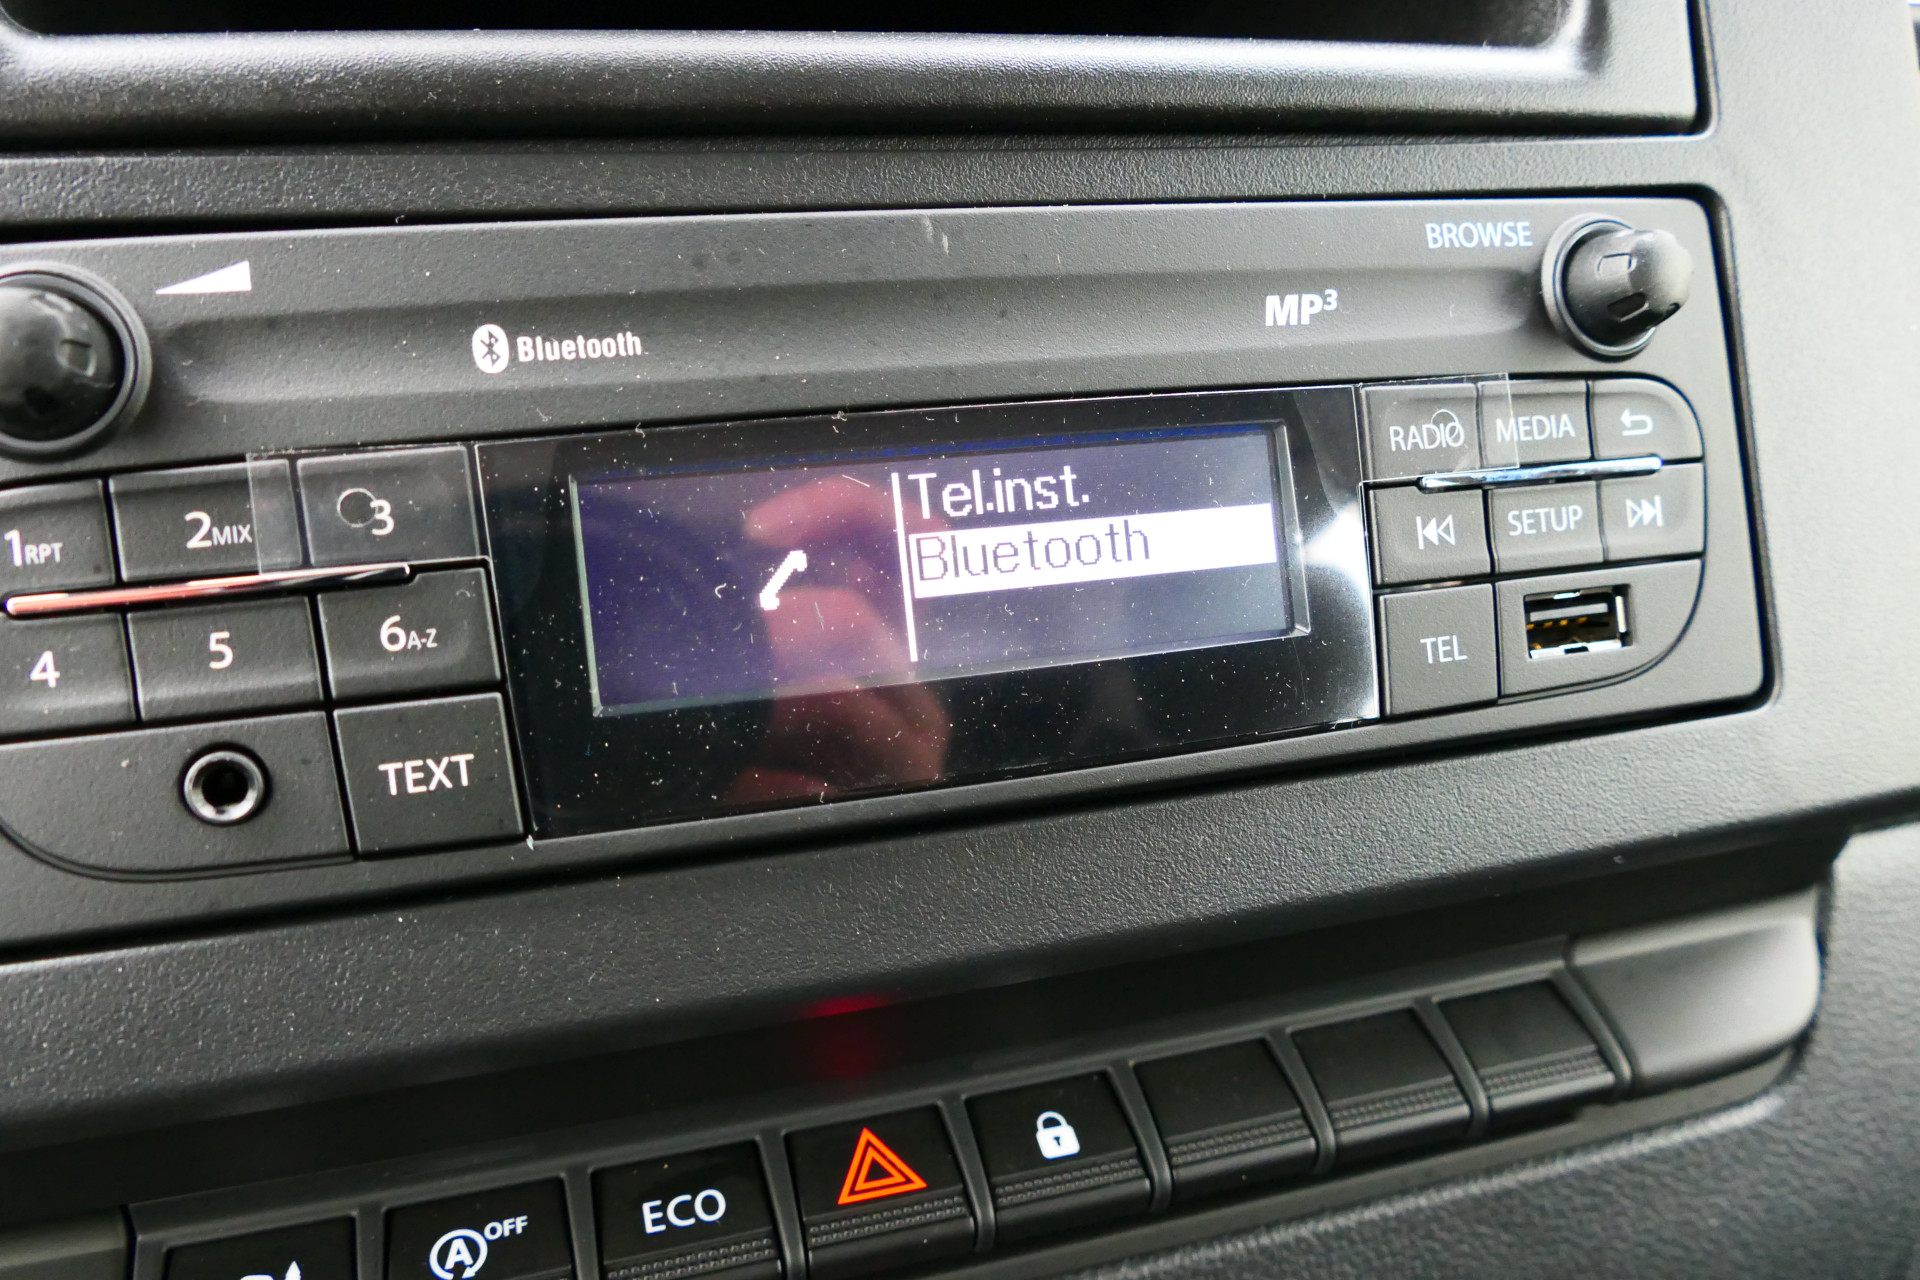 BROWSE
MP3
Bluetooth
RADIO MEDIA
Tel.inst.
Bluetooth
1RPT 2MIX 3
SETUP
4 5 6A-Z
TEL
TEXT
ECO
A OFF